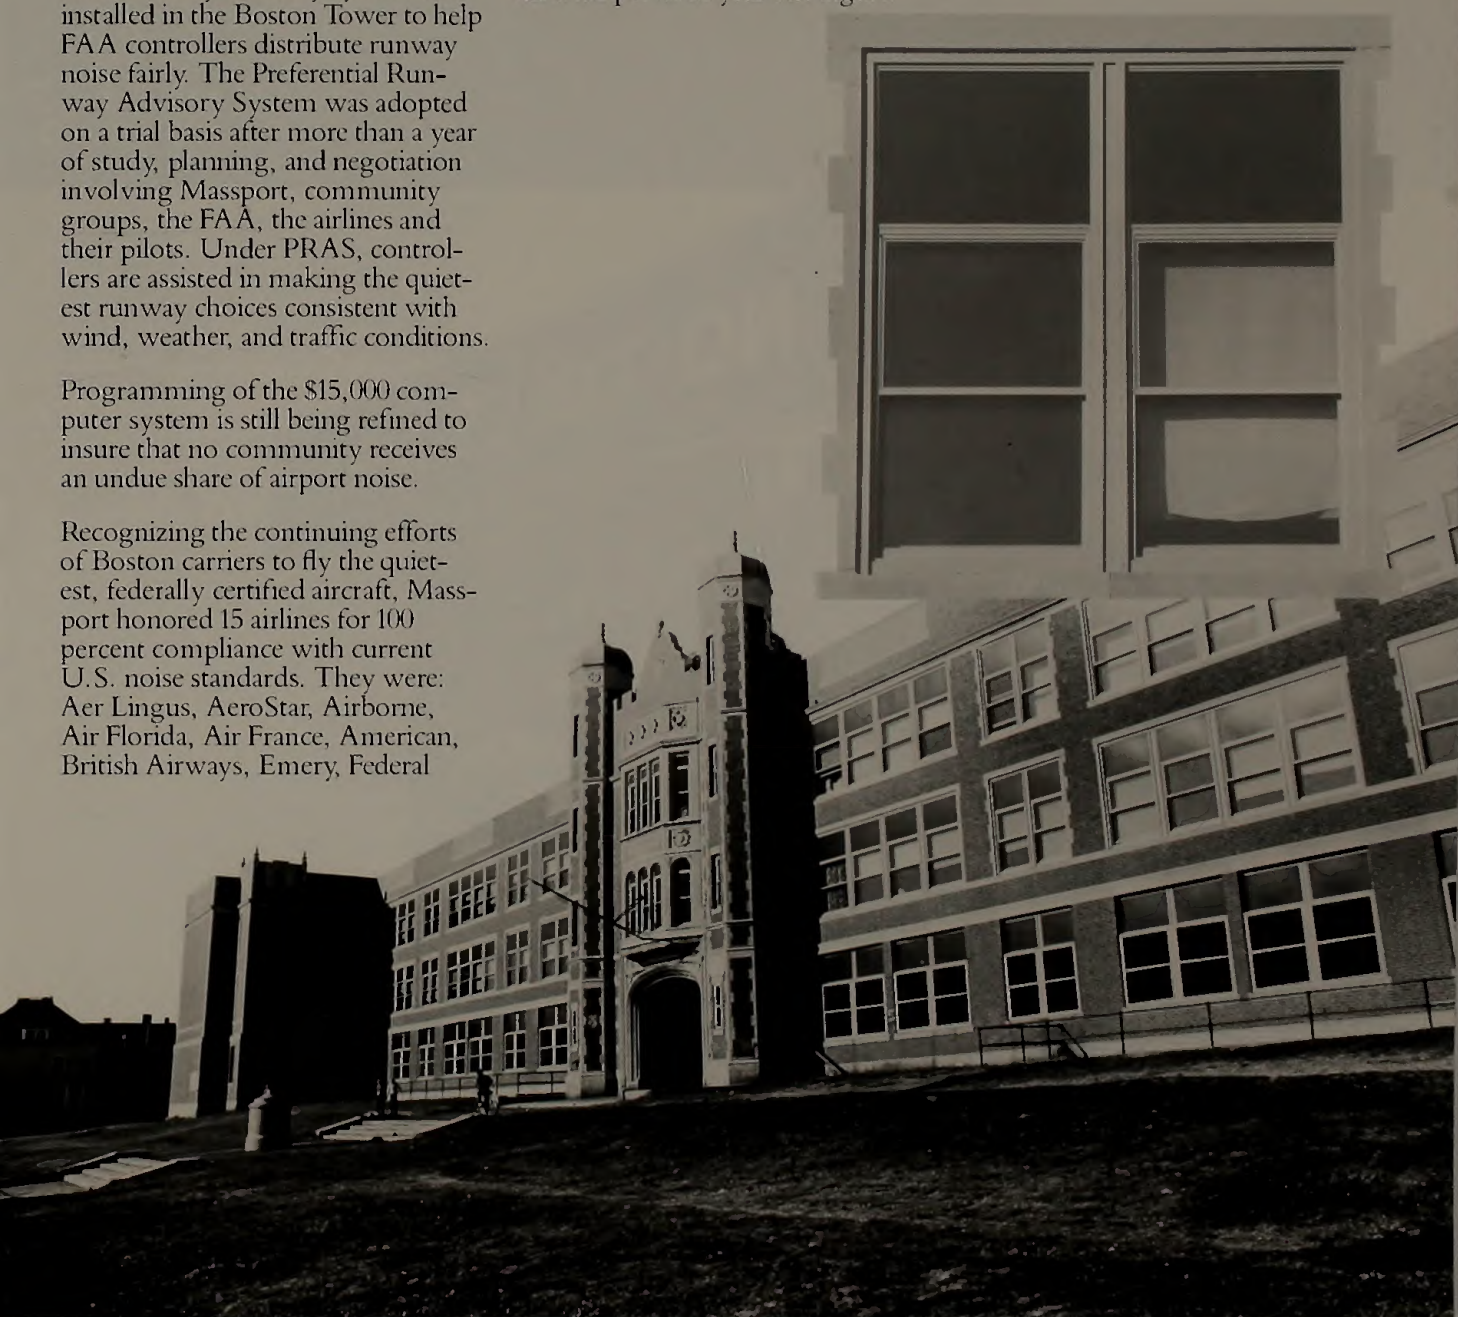 installed in the Boston Tower to help
FAA controllers distribute runway
noise fairly. The Preferential Run-
way Advisory System was adopted
on a trial basis after more than a year
of study, planning, and negotiation
involving Massport, community
groups, the FAA, the airlines and
their pilots. Under PRAS, control-
lers are assisted in making the quiet-
est runway choices consistent with
wind, weather, and traffic conditions.
Programming of the $15,000 com-
puter system is still being refined to
insure that no community receives
an undue share of airport noise.
Recognizing the continuing efforts
of Boston carriers to fly the quiet-
est, federally certified aircraft, Mass-
port honored 15 airlines for 100
percent compliance with current
U.S. noise standards. They were:
Aer Lingus, AeroStar, Airborne,
Air Florida, Air France, American,
British Airways, Emery, Federal